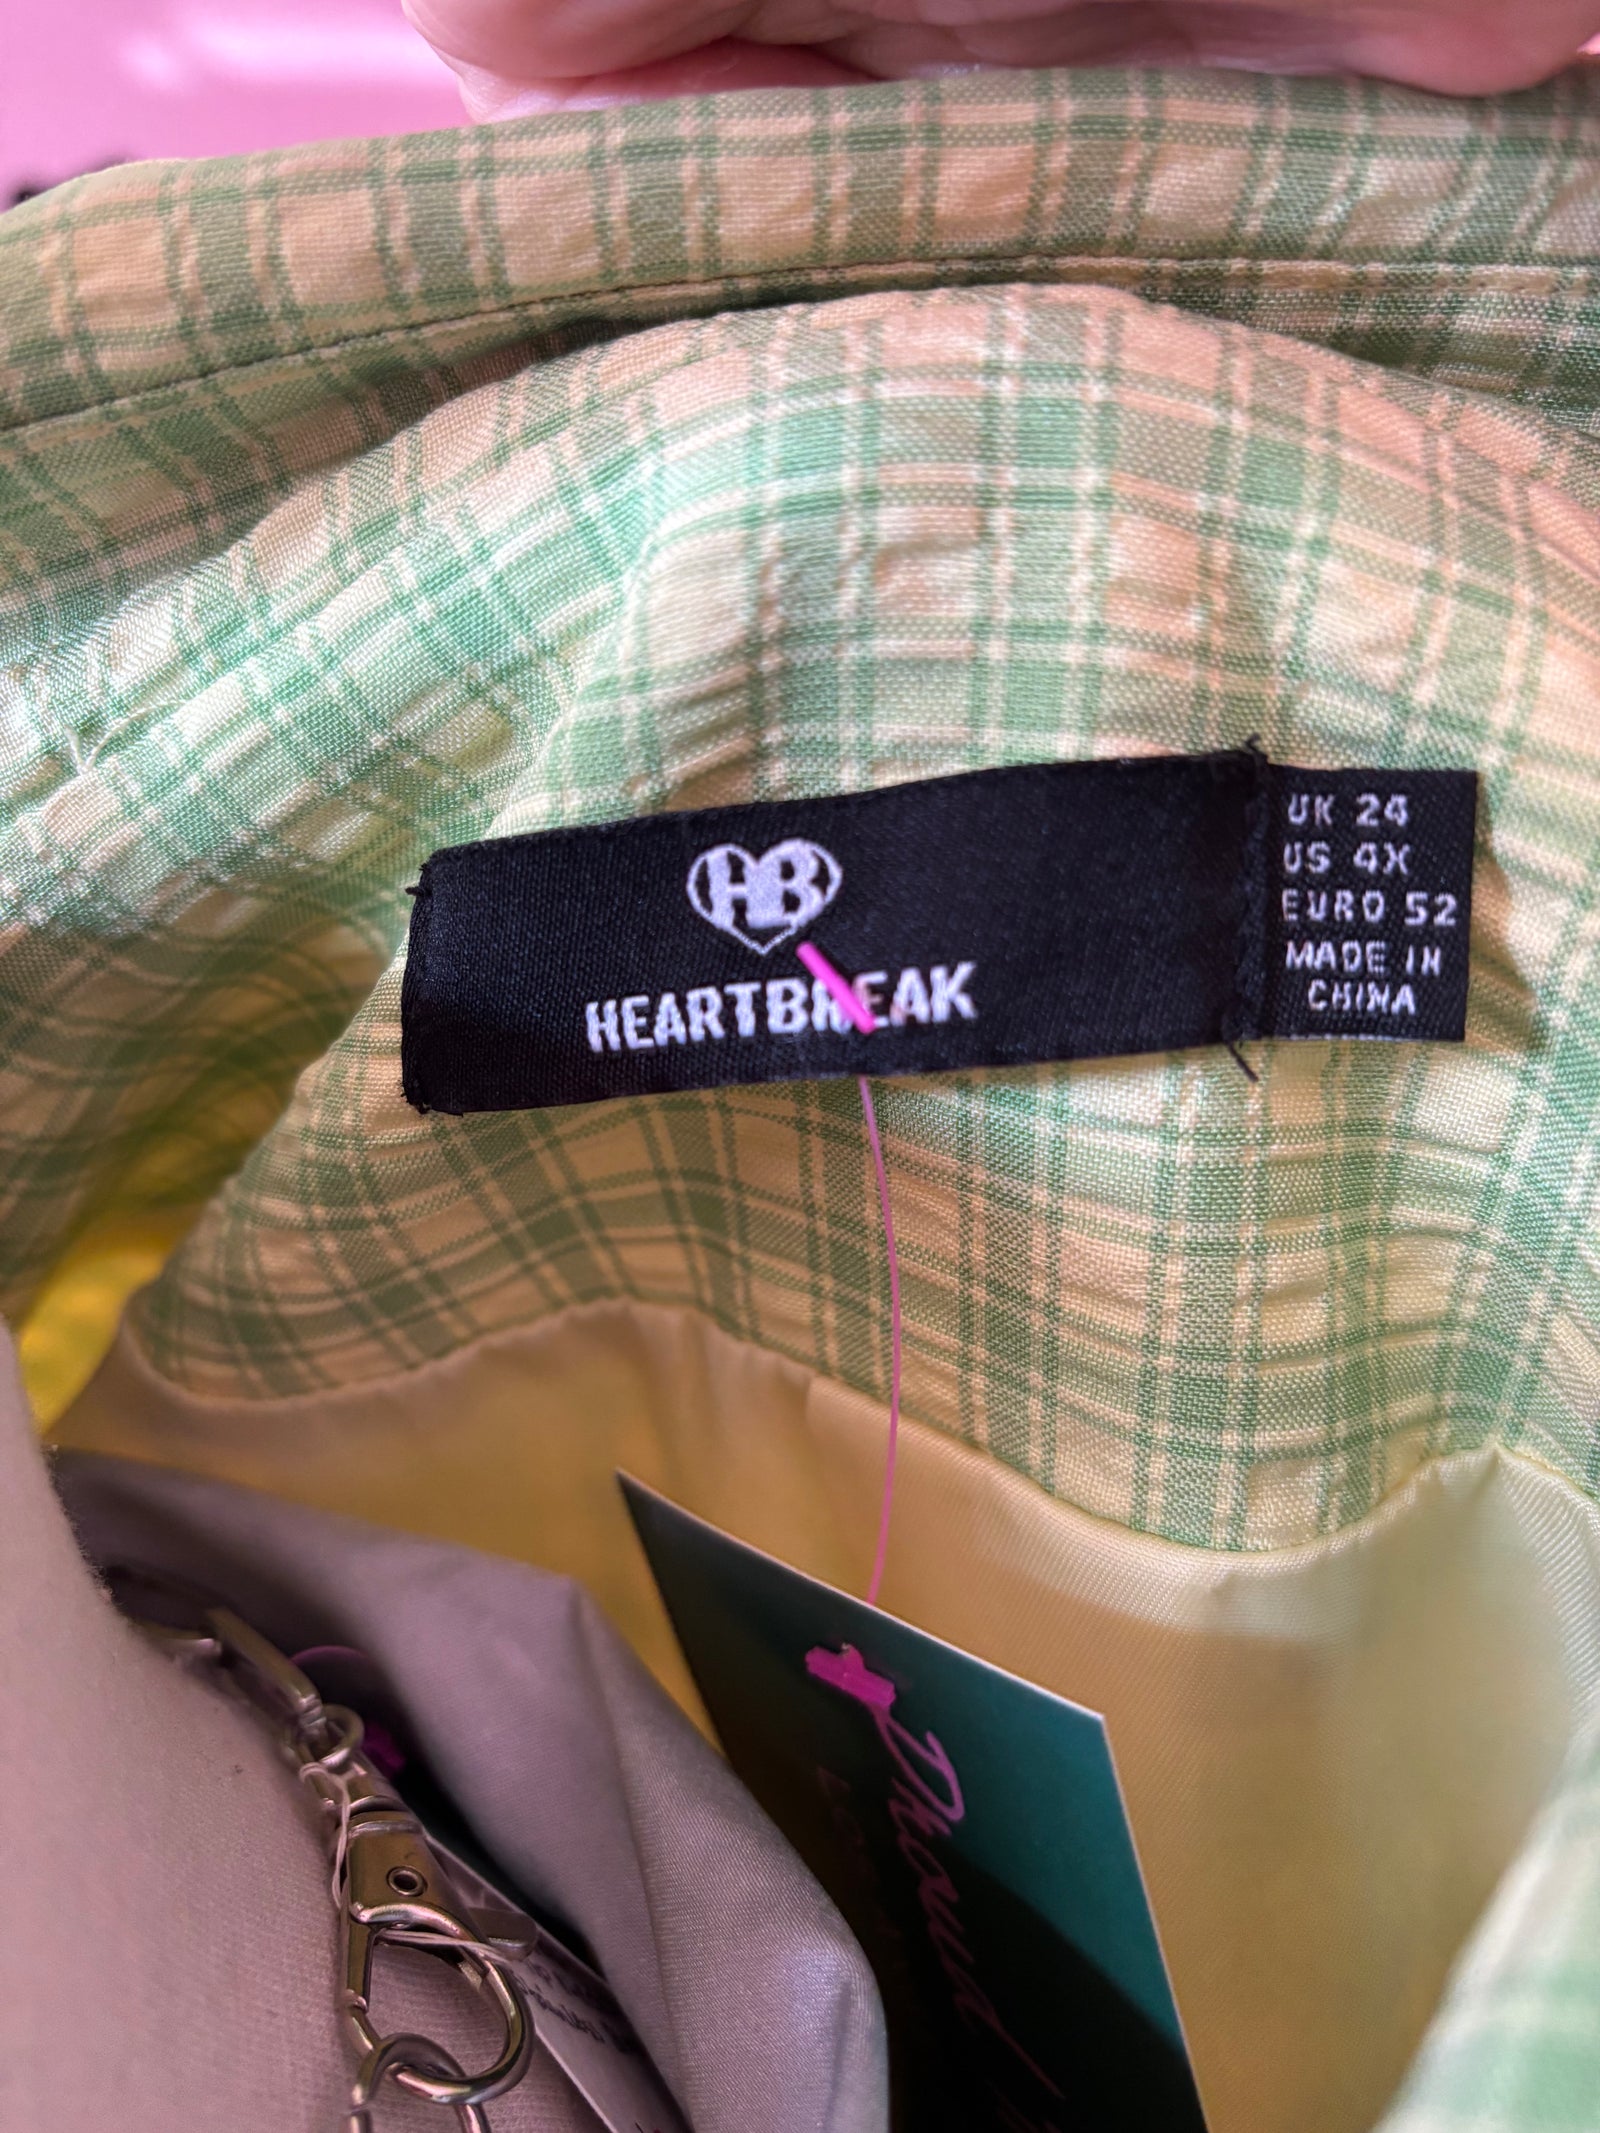 HB
HEARTBREAK
UK 24
US 4X
EURO 52
MADE IN
CHINA